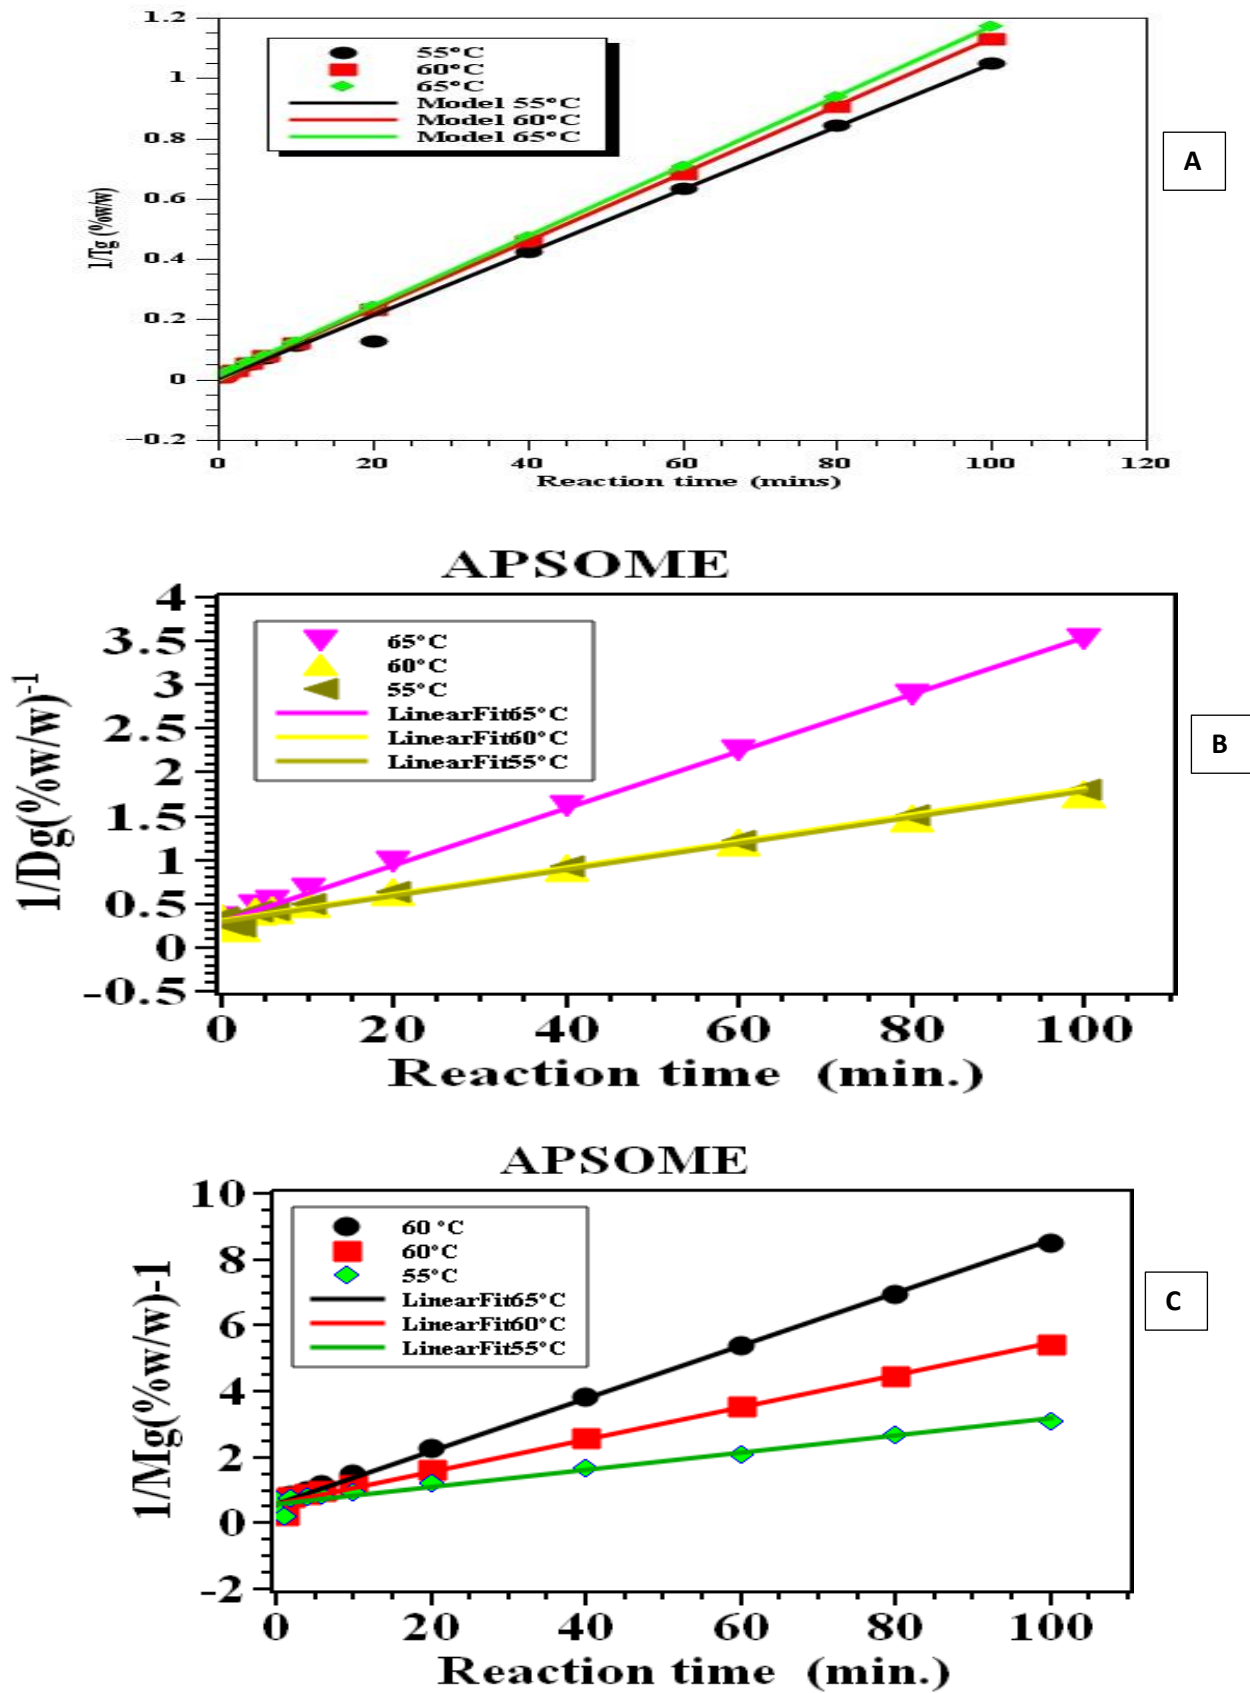 1.2
1
0.8
0.6
0.4
0.2
0
−0.2
1/Tg (%w/w)
55°C
60°C
65°C
Model 55°C
Model 60°C
Model 65°C
A
0 20 40 60 80 100 120
Reaction time (mins)
APSOME
4
3.5
3
2.5
2
1.5
1
0.5
0
-0.5
1/Dg(%w/w)-1
65°C
60°C
55°C
LinearFit65°C
LinearFit60°C
LinearFit55°C
B
0 20 40 60 80 100
Reaction time (min.)
APSOME
10
8
6
4
2
0
-2
1/Mg(%w/w)-1
60 °C
60°C
55°C
LinearFit65°C
LinearFit60°C
LinearFit55°C
C
0 20 40 60 80 100
Reaction time (min.)